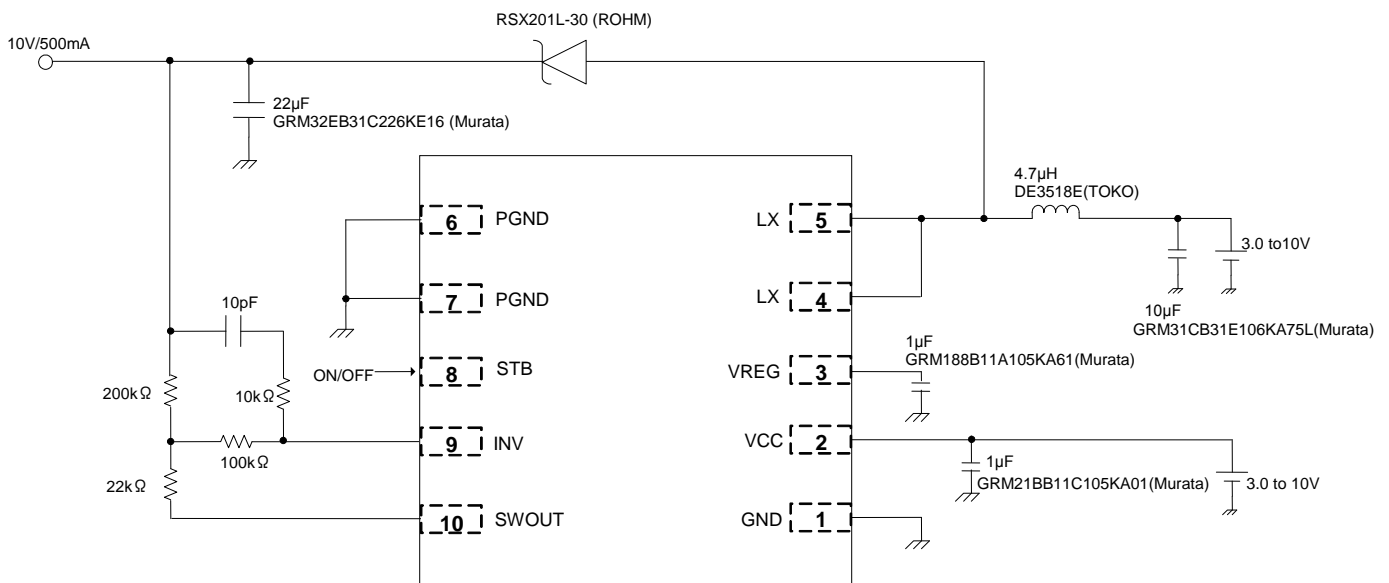 RSX201L-30 (ROHM)
10V/500mA
22µF
GRM32EB31C226KE16 (Murata)
4.7µH
DE3518E(TOKO)
6 PGND
LX 5
3.0 to10V
7 PGND
LX 4
10pF
10µF
GRM31CB31E106KA75L(Murata)
1µF
GRM188B11A105KA61(Murata)
ON/OFF
8 STB
VREG 3
200kΩ
10kΩ
9 INV
VCC 2
100kΩ
1µF
GRM21BB11C105KA01(Murata)
22kΩ
3.0 to 10V
10 SWOUT
GND 1